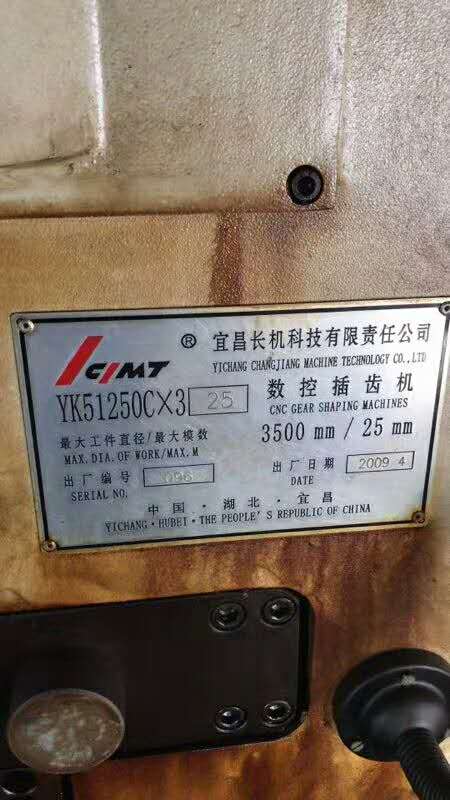 CIMT ® 宜昌长机科技有限责任公司
YICHANG CHANGJIANG MACHINE TECHNOLOGY CO.,LTD
YK51250CX3 25 数控插齿机
CNC GEAR SHAPING MACHINES
最大工件直径/最大模数 3500 mm / 25 mm
MAX.DIA.OF WORK/MAX.M
出厂编号 098 出厂日期 2009 4
SERIAL NO. DATE
中国·湖北·宜昌
YICHANG·HUBEI·THE PEOPLE'S REPUBLIC OF CHINA